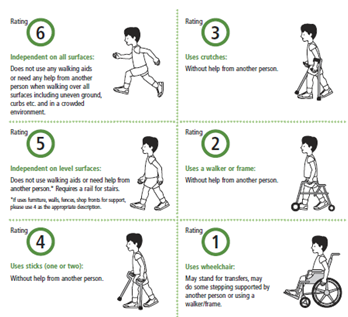 Rating
6
Independent on all surfaces:
Does not use any walking aids
or need any help from another
person when walking over all
surfaces including uneven ground,
curbs etc. and in a crowded
environment.
Rating
5
Independent on level surfaces:
Does not use walking aids or need help from
another person.* Requires a rail for stairs.
*If uses furniture, walls, fences, shop fronts for support,
please use 4 as the appropriate description.
Rating
4
Uses sticks (one or two):
Without help from another person.
Rating
3
Uses crutches:
Without help from another person.
Rating
2
Uses a walker or frame:
Without help from another person.
Rating
1
Uses wheelchair:
May stand for transfers, may
do some stepping supported by
another person or using a
walker/frame.